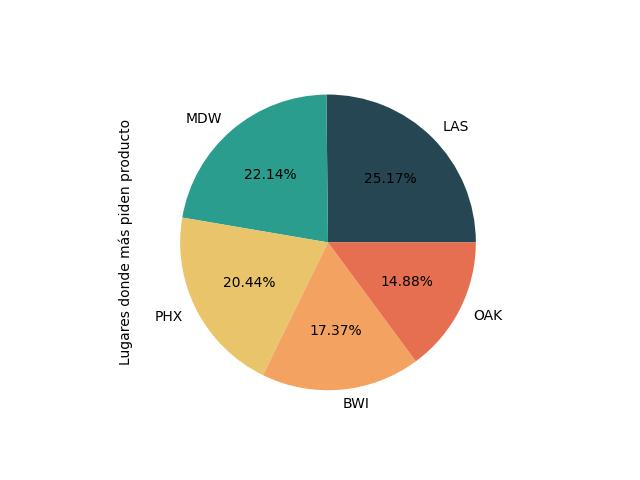 Lugares donde más piden producto
LAS
25.17%
MDW
22.14%
PHX
20.44%
BWI
17.37%
OAK
14.88%